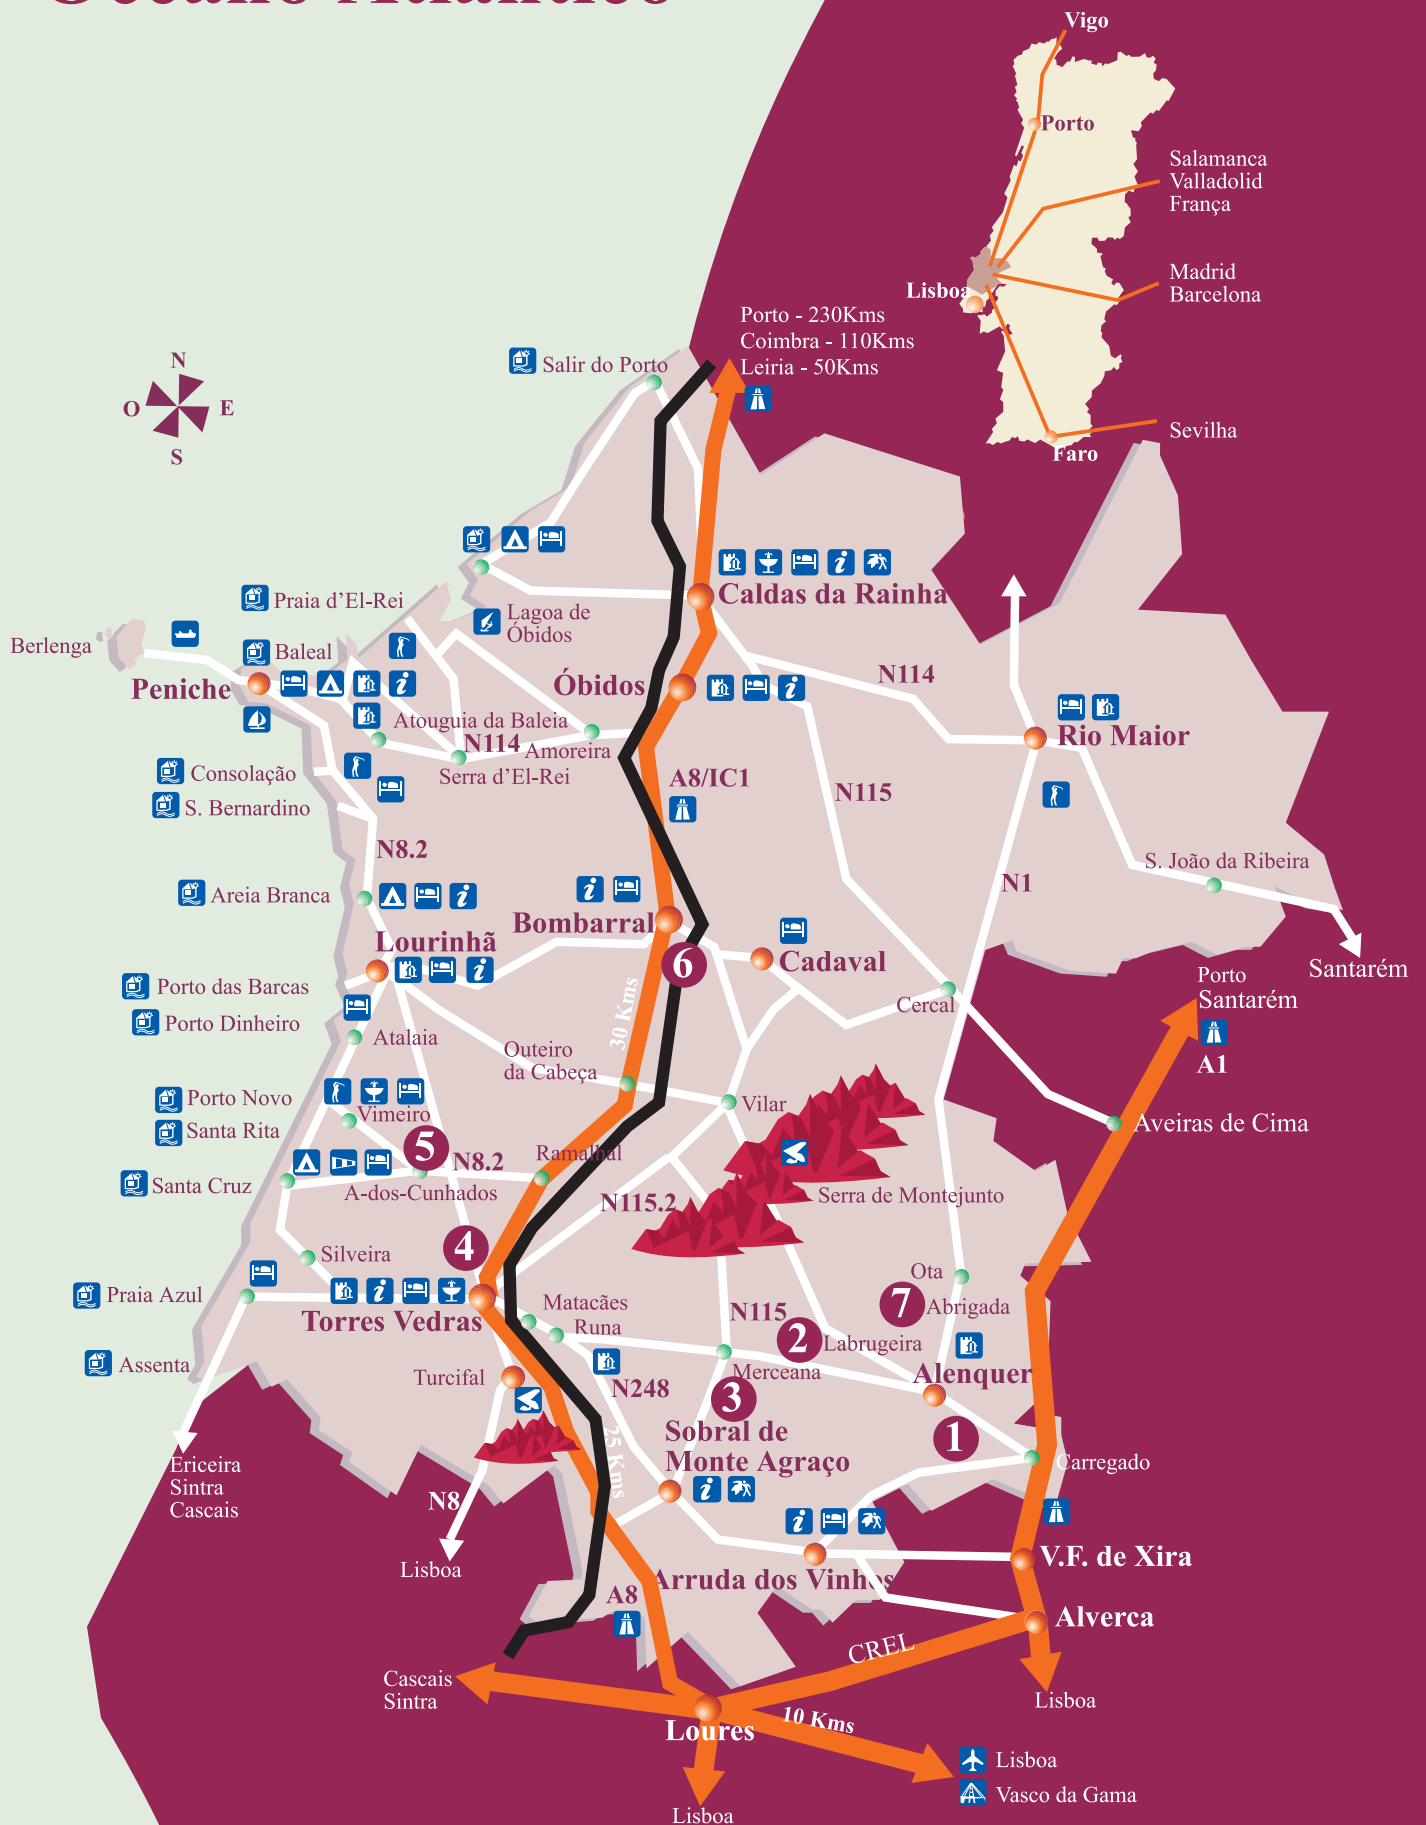 Oceano Atlântico
Vigo
Porto
Salamanca
Valladolid
França
Madrid
Barcelona
Lisboa
Sevilha
Faro
Porto - 230Kms
Coimbra - 110Kms
Leiria - 50Kms
N
O
E
S
Salir do Porto
Praia d'El-Rei
Lagoa de
Óbidos
Caldas da Rainha
Berlenga
Baleal
Peniche
Óbidos
N114
Atouguia da Baleia
N114
Amoreira
Serra d'El-Rei
Rio Maior
Consolação
S. Bernardino
A8/IC1
N115
N8.2
S. João da Ribeira
N1
Areia Branca
Bombarral
Lourinhã
6
Cadaval
Santarém
Porto
Santarém
A1
Porto das Barcas
Porto Dinheiro
Cercal
30 Kms
Atalaia
Outeiro
da Cabeça
Porto Novo
Vimeiro
Vilar
Aveiras de Cima
Santa Rita
5
N8.2
Ramalhal
Santa Cruz
A-dos-Cunhados
N115.2
Serra de Montejunto
4
Silveira
Ota
7
Abrigada
Praia Azul
Torres Vedras
Matacães
Runa
N115
2
Labrugeira
Assenta
Turcifal
N248
Merceana
Alenquer
3
Sobral de
Monte Agraço
1
25 Kms
Carregado
Ericeira
Sintra
Cascais
N8
Lisboa
V.F. de Xira
Arruda dos Vinhos
A8
Alverca
CREL
Cascais
Sintra
Lisboa
Loures
10 Kms
Lisboa
Vasco da Gama
Lisboa